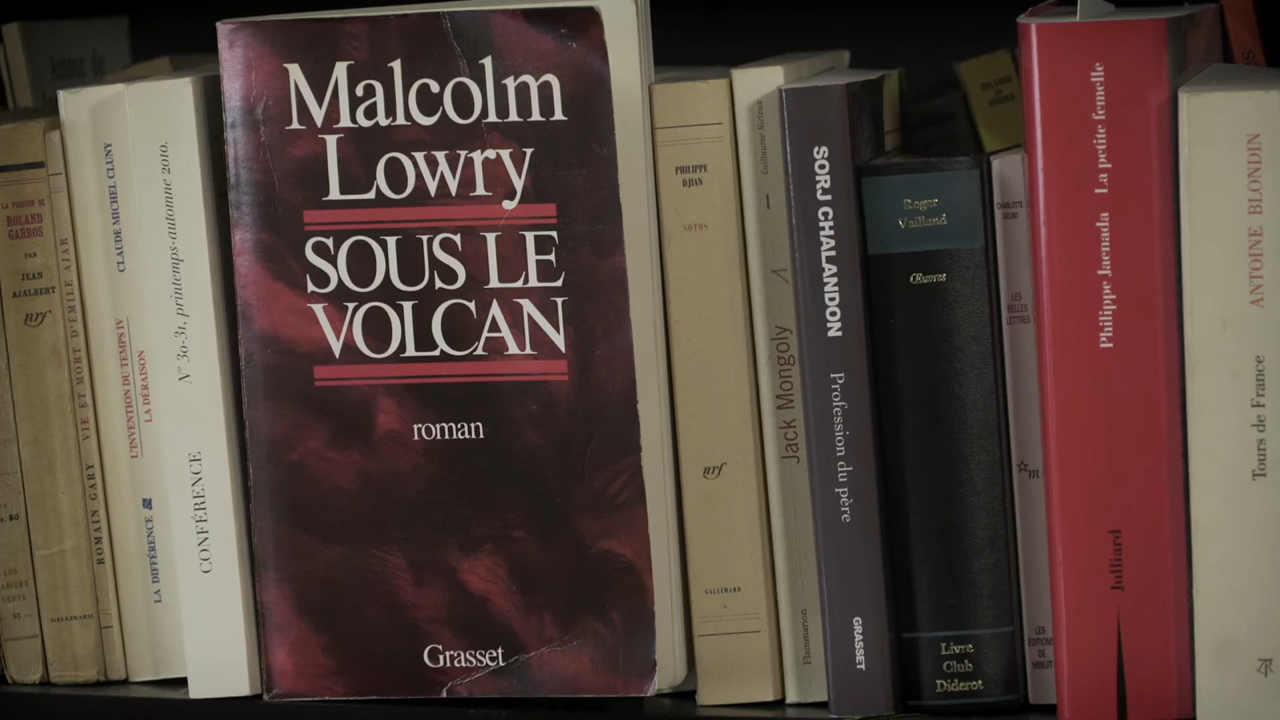 LA PASSION DE
ROLAND
GARROS
PAR
JEAN
AJALBERT
nrf
GALLIMARD
ROMAIN GARY - VIE ET MORT D'ÉMILE AJAR
CLAUDE MICHEL CLUNY
L'INVENTION DU TEMPS IV
LA DÉRAISON
LA DIFFÉRENCE
N° 30-31, printemps-automne 2010.
CONFÉRENCE
Malcolm
Lowry
SOUS LE
VOLCAN
roman
Grasset
PHILIPPE
DJIAN
nrf
GALLIMARD
Guillaume Nicloux
Jack Mongoly
Flammarion
SORJ CHALANDON
Profession du père
GRASSET
Roger
Vailland
Œuvres
Livre
Club
Diderot
CHARLOTTE
DELBO
LES
BELLES
LETTRES
☆m
LES
ÉDITIONS
DE
MINUIT
Philippe Jaenada La petite femelle
Julliard
ANTOINE BLONDIN
Tours de France